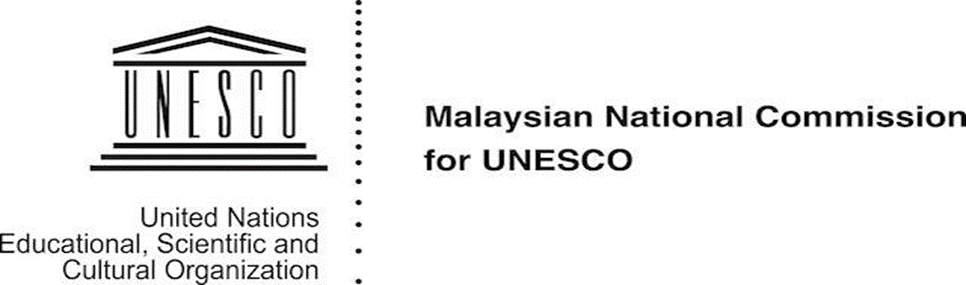 UNESCO
United Nations
Educational, Scientific and
Cultural Organization
Malaysian National Commission
for UNESCO